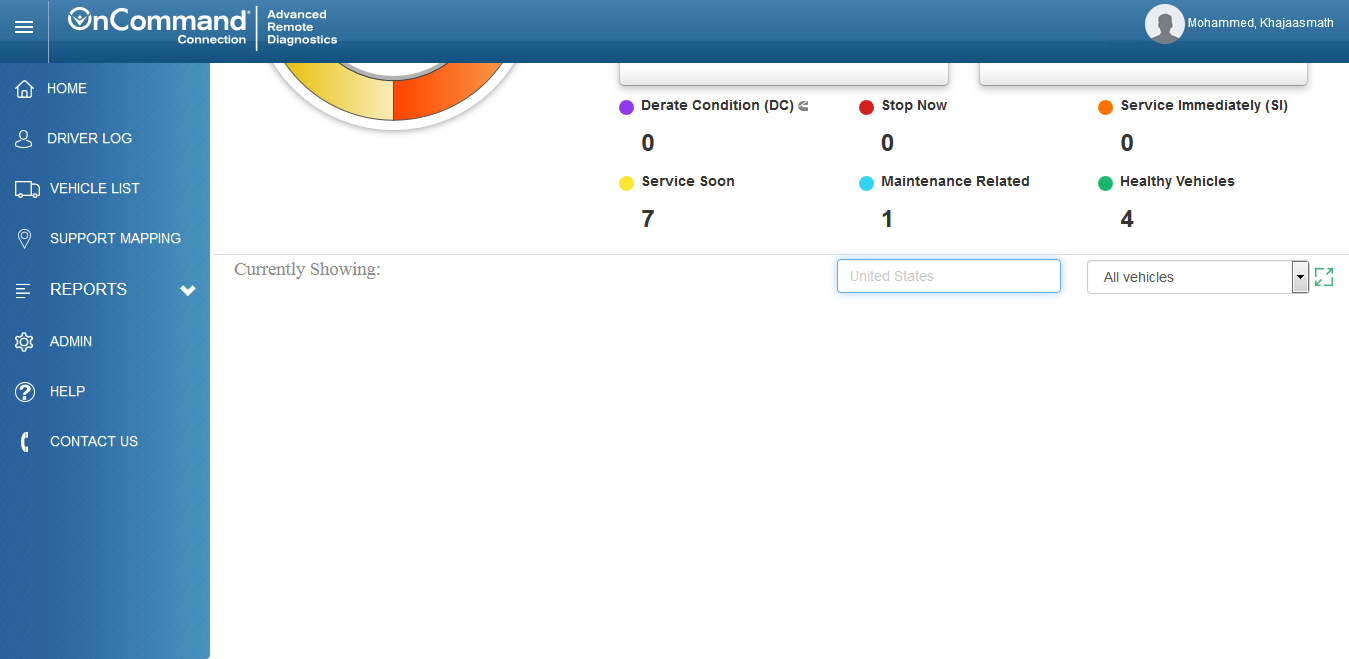 OnCommand
Connection
Advanced
Remote
Diagnostics
Mohammed, Khajaasmath
HOME
DRIVER LOG
VEHICLE LIST
SUPPORT MAPPING
REPORTS
ADMIN
HELP
CONTACT US
Derate Condition (DC)
Stop Now
Service Immediately (SI)
0
0
0
Service Soon
Maintenance Related
Healthy Vehicles
7
1
4
Currently Showing:
United States
All vehicles